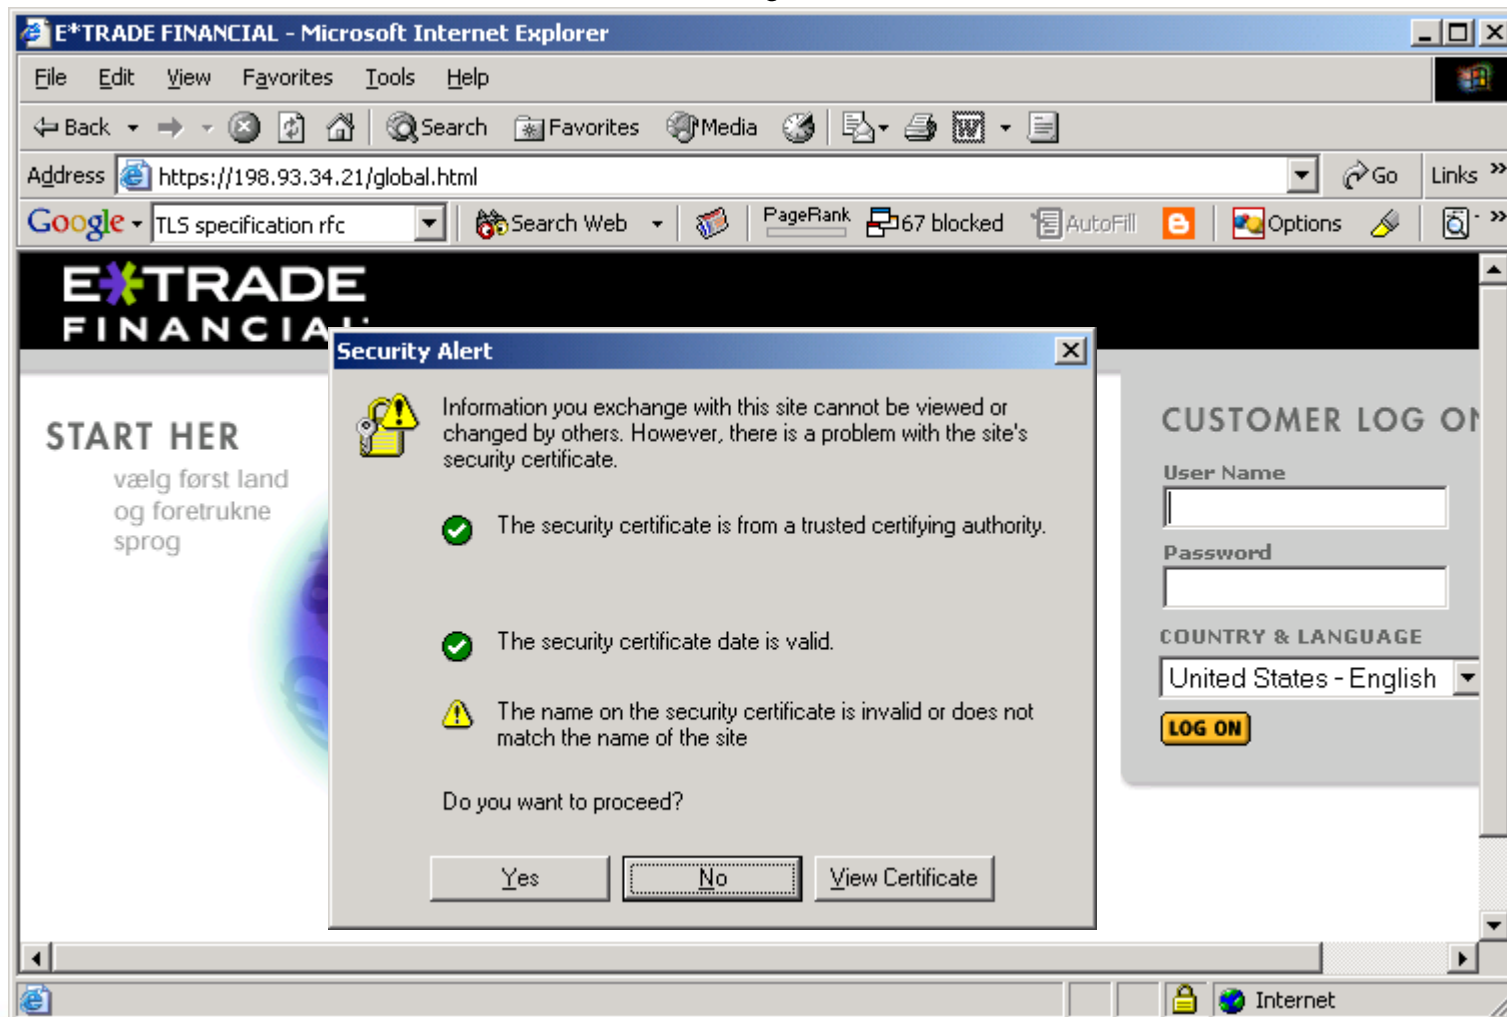 E*TRADE FINANCIAL - Microsoft Internet Explorer
File Edit View Favorites Tools Help
Back Search Favorites Media
Address https://198.93.34.21/global.html Go Links »
Google TLS specification rfc Search Web PageRank 67 blocked AutoFill Options »
E*TRADE
FINANCIAL
Security Alert
Information you exchange with this site cannot be viewed or
changed by others. However, there is a problem with the site's
security certificate.
The security certificate is from a trusted certifying authority.
The security certificate date is valid.
The name on the security certificate is invalid or does not
match the name of the site
Do you want to proceed?
Yes No View Certificate
START HER
vælg først land
og foretrukne
sprog
CUSTOMER LOG ON
User Name
Password
COUNTRY & LANGUAGE
United States - English
LOG ON
Internet